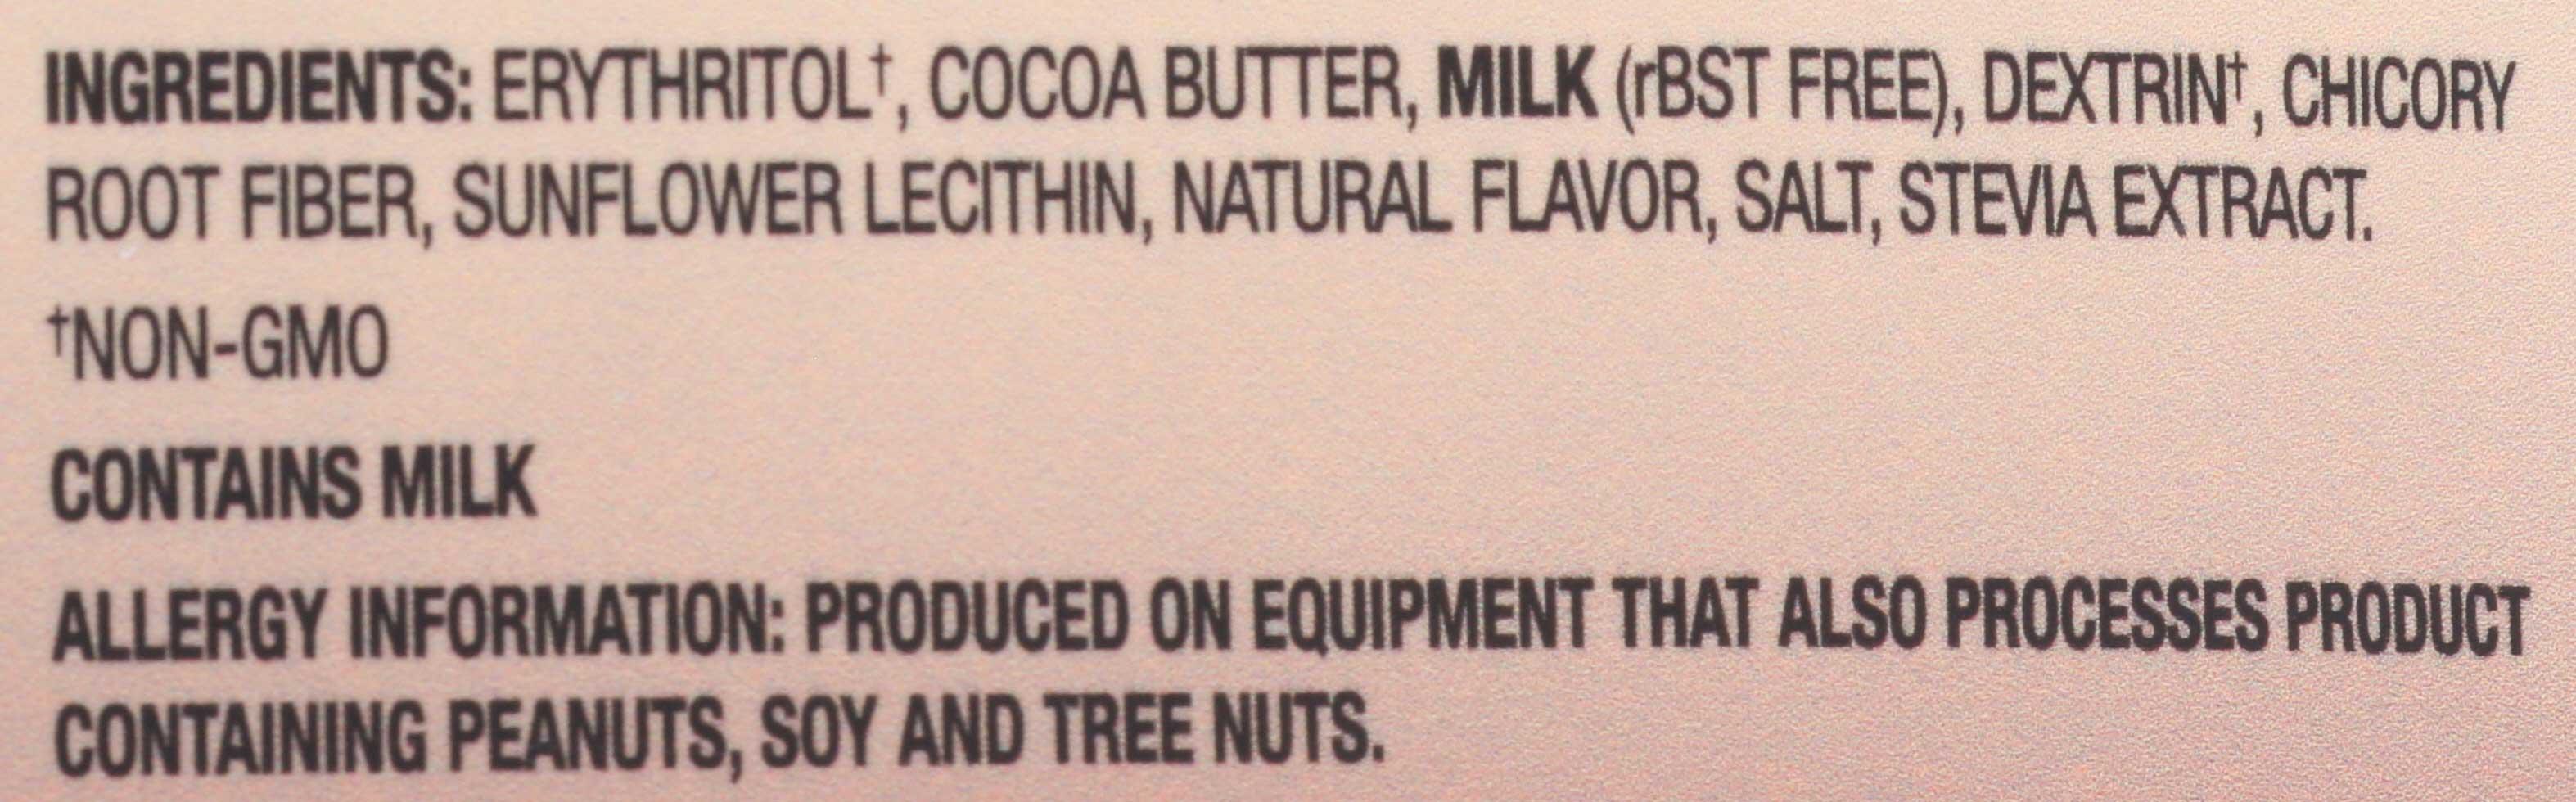 INGREDIENTS: ERYTHRITOL†, COCOA BUTTER, MILK (rBST FREE), DEXTRIN†, CHICORY
ROOT FIBER, SUNFLOWER LECITHIN, NATURAL FLAVOR, SALT, STEVIA EXTRACT.
†NON-GMO
CONTAINS MILK
ALLERGY INFORMATION: PRODUCED ON EQUIPMENT THAT ALSO PROCESSES PRODUCT
CONTAINING PEANUTS, SOY AND TREE NUTS.